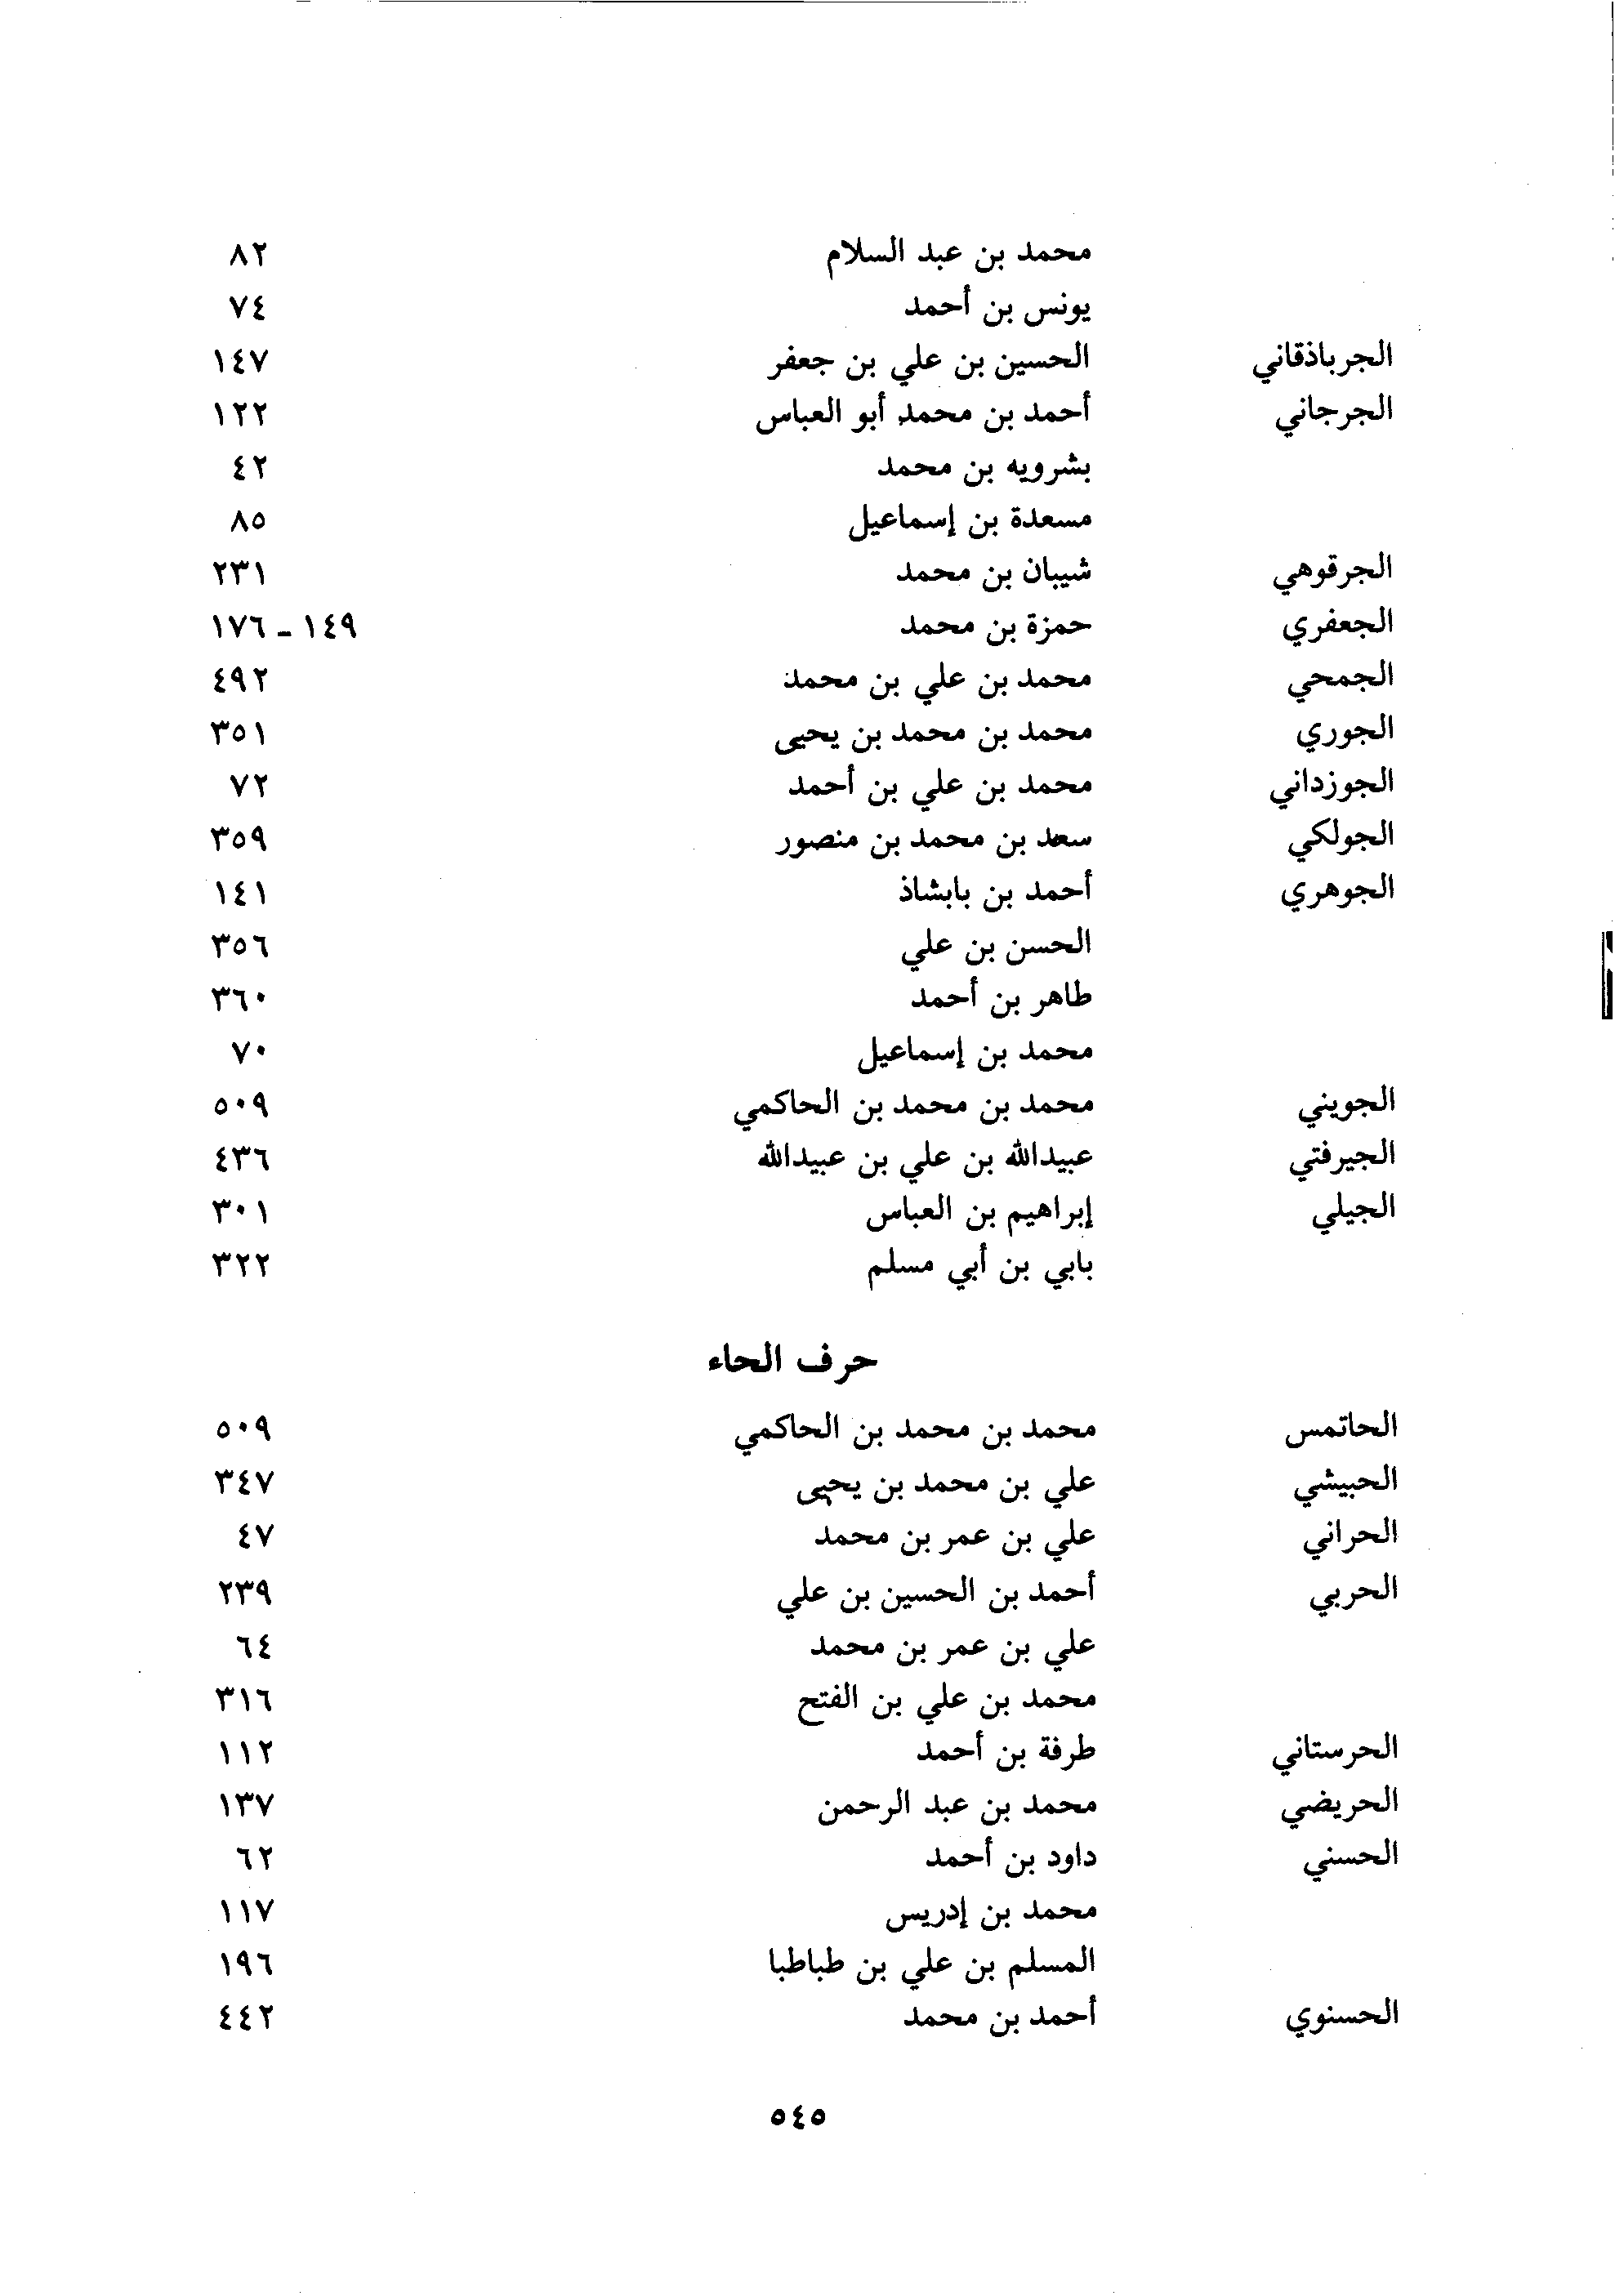 محمد بن عبد السلام ٨٢
يونس بن أحمد ٧٤
الجرباذقاني الحسين بن علي بن جعفر ١٤٧
الجرجاني أحمد بن محمد أبو العباس ١٢٢
بشرويه بن محمد ٤٢
مسعدة بن إسماعيل ٨٥
الجرقوهي شيبان بن محمد ٢٣١
الجعفري حمزة بن محمد ١٤٩ - ١٧٦
الجمحي محمد بن علي بن محمد ٤٩٢
الجوري محمد بن محمد بن يحيى ٣٥١
الجوزداني محمد بن علي بن أحمد ٧٢
الجولكي سعد بن محمد بن منصور ٣٥٩
الجوهري أحمد بن بابشاذ ١٤١
الحسن بن علي ٣٥٦
طاهر بن أحمد ٣٦٠
محمد بن إسماعيل ٧٠
الجويني محمد بن محمد بن الحاكمي ٥٠٩
الجيرفتي عبيدالله بن علي بن عبيدالله ٤٣٦
الجيلي إبراهيم بن العباس ٣٠١
بابي بن أبي مسلم ٣٢٢
حرف الحاء
الحاتمس محمد بن محمد بن الحاكمي ٥٠٩
الحبيشي علي بن محمد بن يحيى ٣٤٧
الحراني علي بن عمر بن محمد ٤٧
الحربي أحمد بن الحسين بن علي ٢٣٩
علي بن عمر بن محمد ٦٤
محمد بن علي بن الفتح ٣١٦
الحرستاني طرفة بن أحمد ١١٢
الحريضي محمد بن عبد الرحمن ١٣٧
الحسني داود بن أحمد ٦٢
محمد بن إدريس ١١٧
المسلم بن علي بن طباطبا ١٩٦
الحسنوي أحمد بن محمد ٤٤٢
٥٤٥